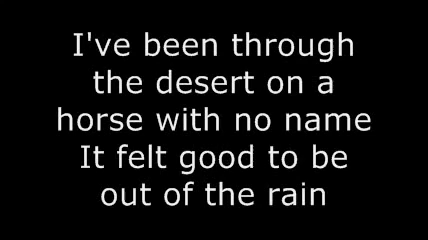 I've been through
the desert on a
horse with no name
It felt good to be
out of the rain